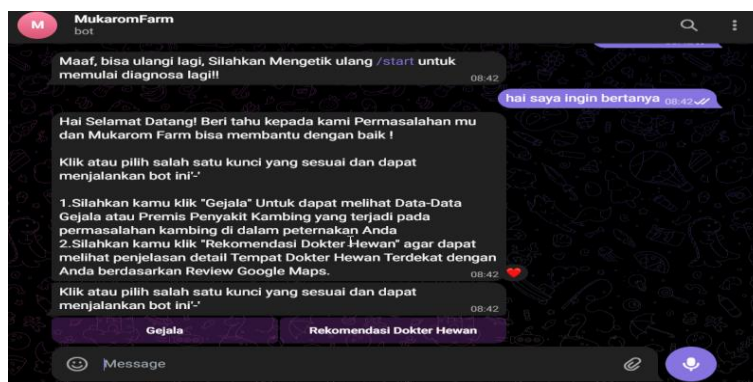 M
MukaromFarm
bot
Maaf, bisa ulangi lagi, Silahkan Mengetik ulang /start untuk
memulai diagnosa lagi!!
08:42
hai saya ingin bertanya 08:42
Hai Selamat Datang! Beri tahu kepada kami Permasalahan mu
dan Mukarom Farm bisa membantu dengan baik !
Klik atau pilih salah satu kunci yang sesuai dan dapat
menjalankan bot ini'-'
1.Silahkan kamu klik "Gejala" Untuk dapat melihat Data-Data
Gejala atau Premis Penyakit Kambing yang terjadi pada
permasalahan kambing di dalam peternakan Anda
2.Silahkan kamu klik "Rekomendasi Dokter Hewan" agar dapat
melihat penjelasan detail Tempat Dokter Hewan Terdekat dengan
Anda berdasarkan Review Google Maps.
08:42
Klik atau pilih salah satu kunci yang sesuai dan dapat
menjalankan bot ini'-'
08:42
Gejala
Rekomendasi Dokter Hewan
Message